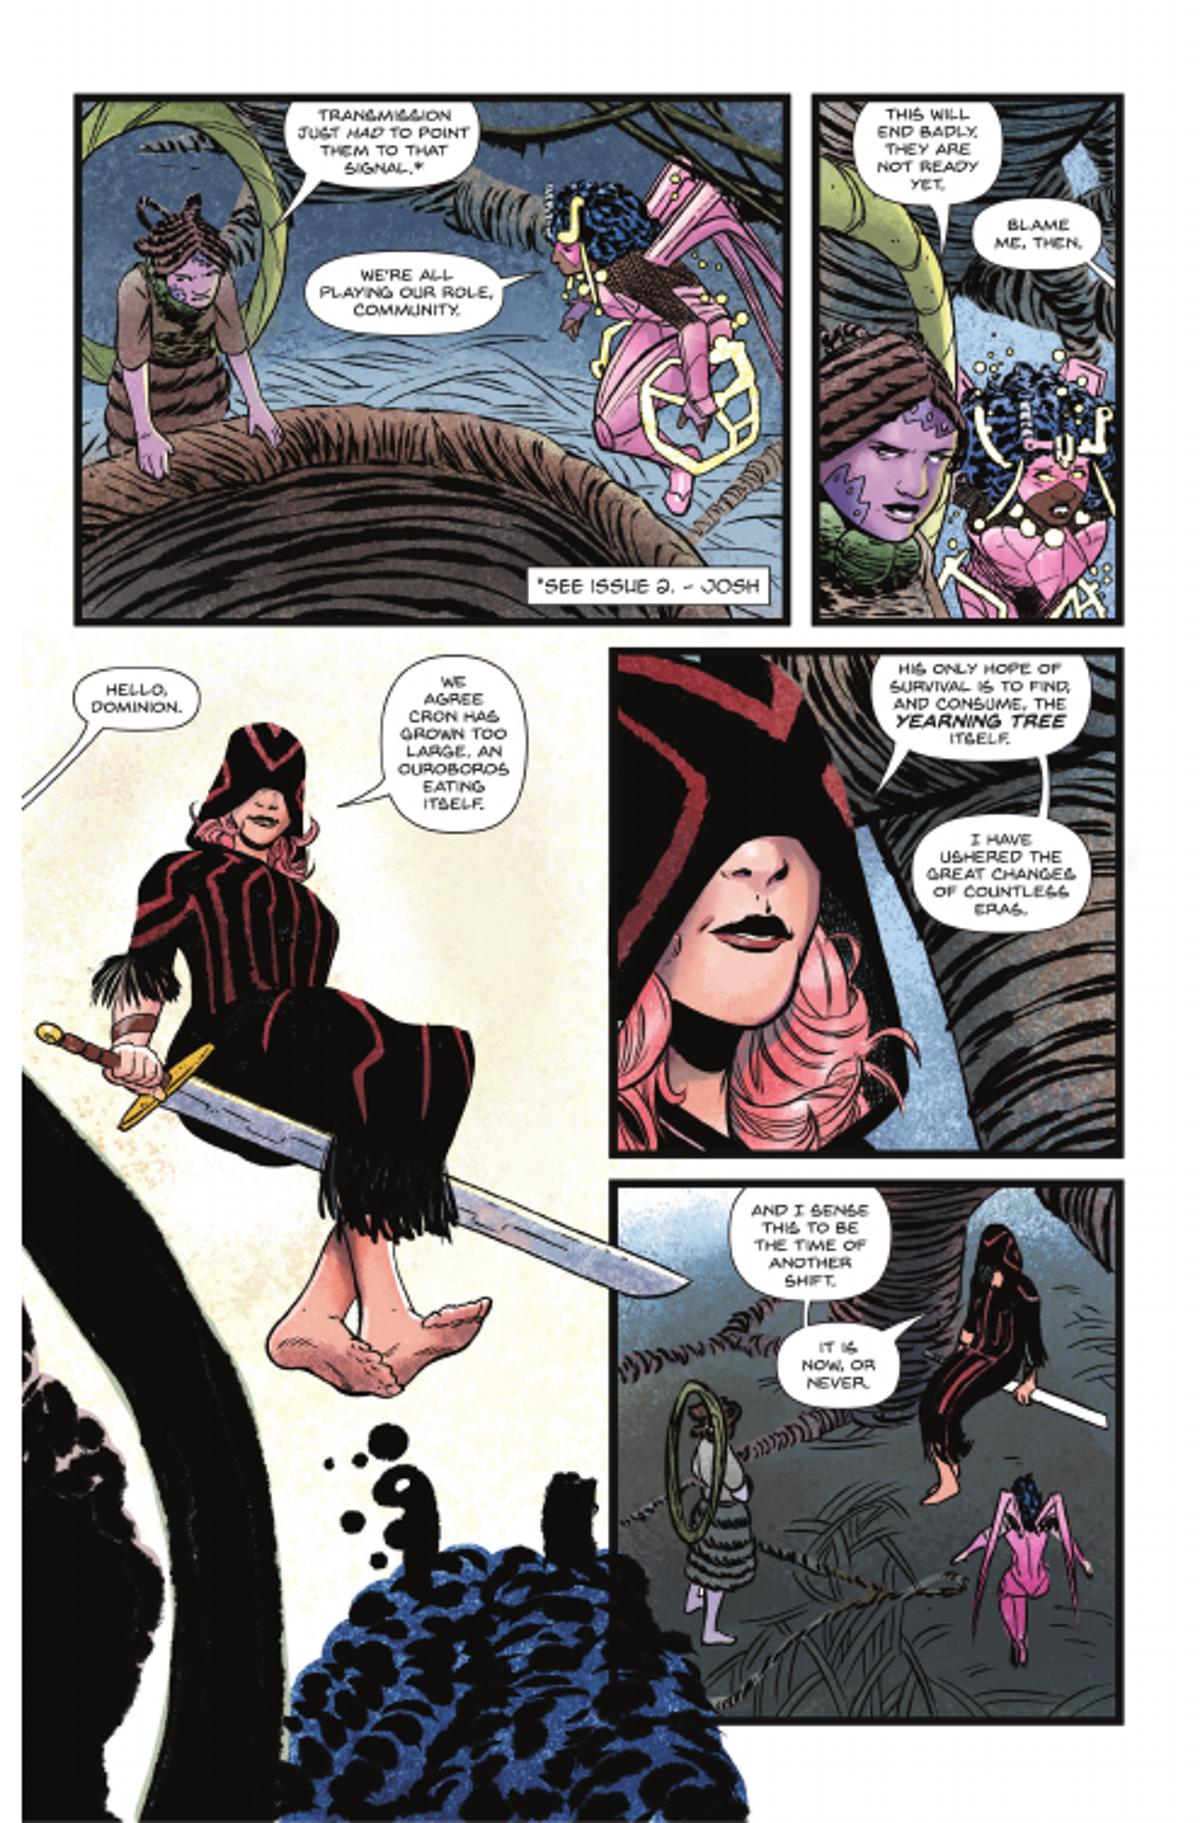 TRANSMISSION
JUST HAD TO POINT
THEM TO THAT
SIGNAL.*
WE'RE ALL
PLAYING OUR ROLE,
COMMUNITY.
*SEE ISSUE 2. - JOSH
THIS WILL
END BADLY.
THEY ARE
NOT READY
YET.
BLAME
ME, THEN.
HELLO,
DOMINION.
WE
AGREE
CRON HAS
GROWN TOO
LARGE. AN
OUROBOROS
EATING
ITSELF.
HIS ONLY HOPE OF
SURVIVAL IS TO FIND,
AND CONSUME, THE
YEARNING TREE
ITSELF.
I HAVE
USHERED THE
GREAT CHANGES
OF COUNTLESS
ERAS.
AND I SENSE
THIS TO BE
THE TIME OF
ANOTHER
SHIFT.
IT IS
NOW, OR
NEVER.